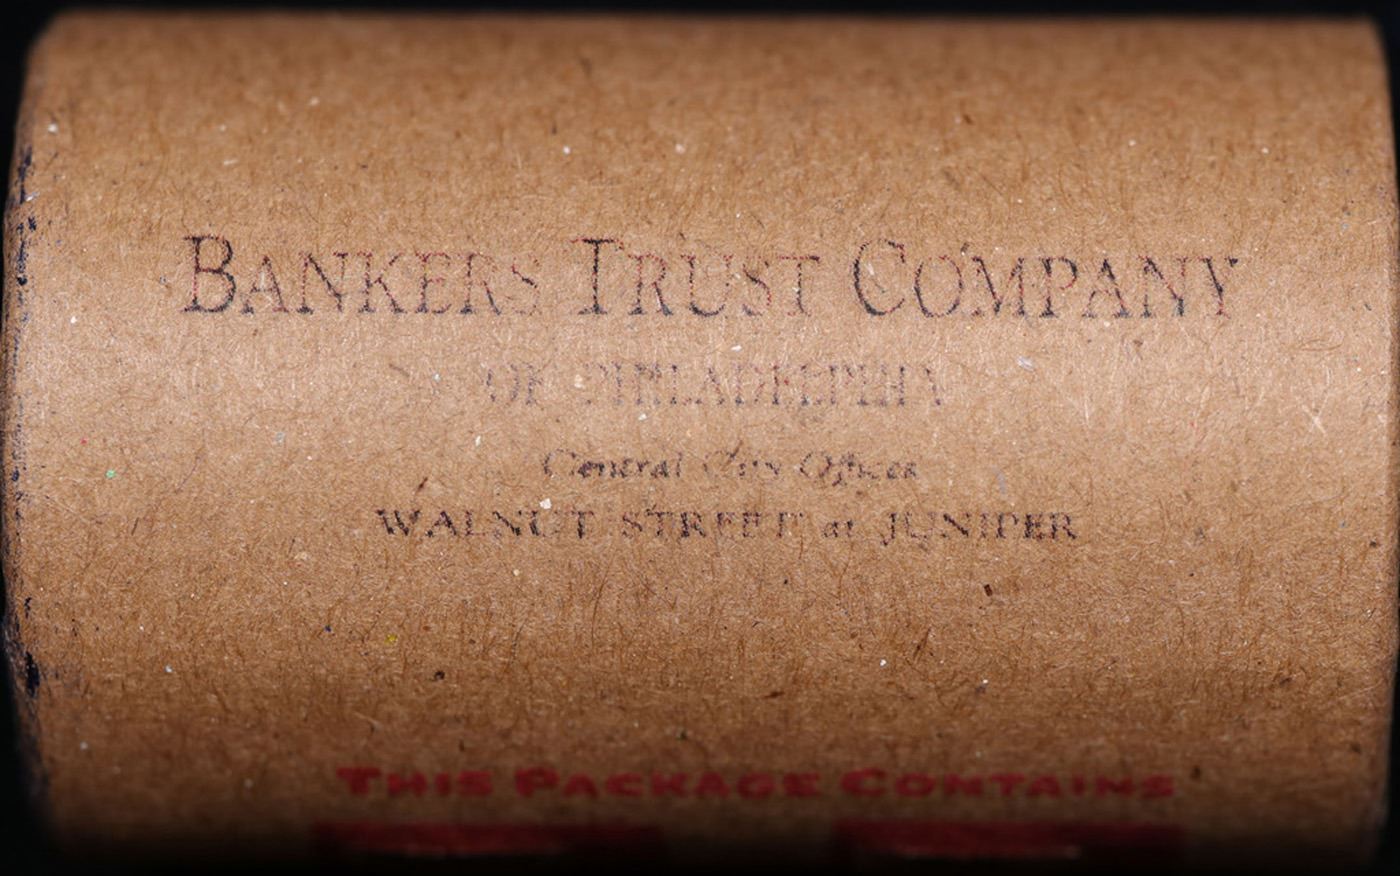 BANKERS TRUST COMPANY
OF PHILADELPHIA
Central City Offices
WALNUT STREET at JUNIPER
THIS PACKAGE CONTAINS